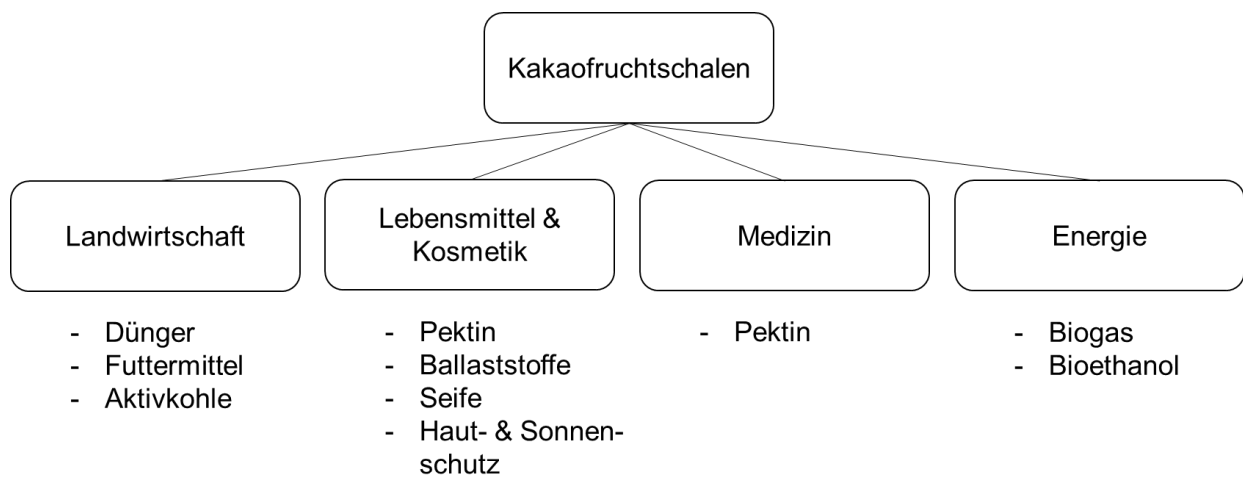 Kakaofruchtschalen
Landwirtschaft
- Dünger
- Futtermittel
- Aktivkohle
Lebensmittel &
Kosmetik
- Pektin
- Ballaststoffe
- Seife
- Haut- & Sonnen-
schutz
Medizin
- Pektin
Energie
- Biogas
- Bioethanol